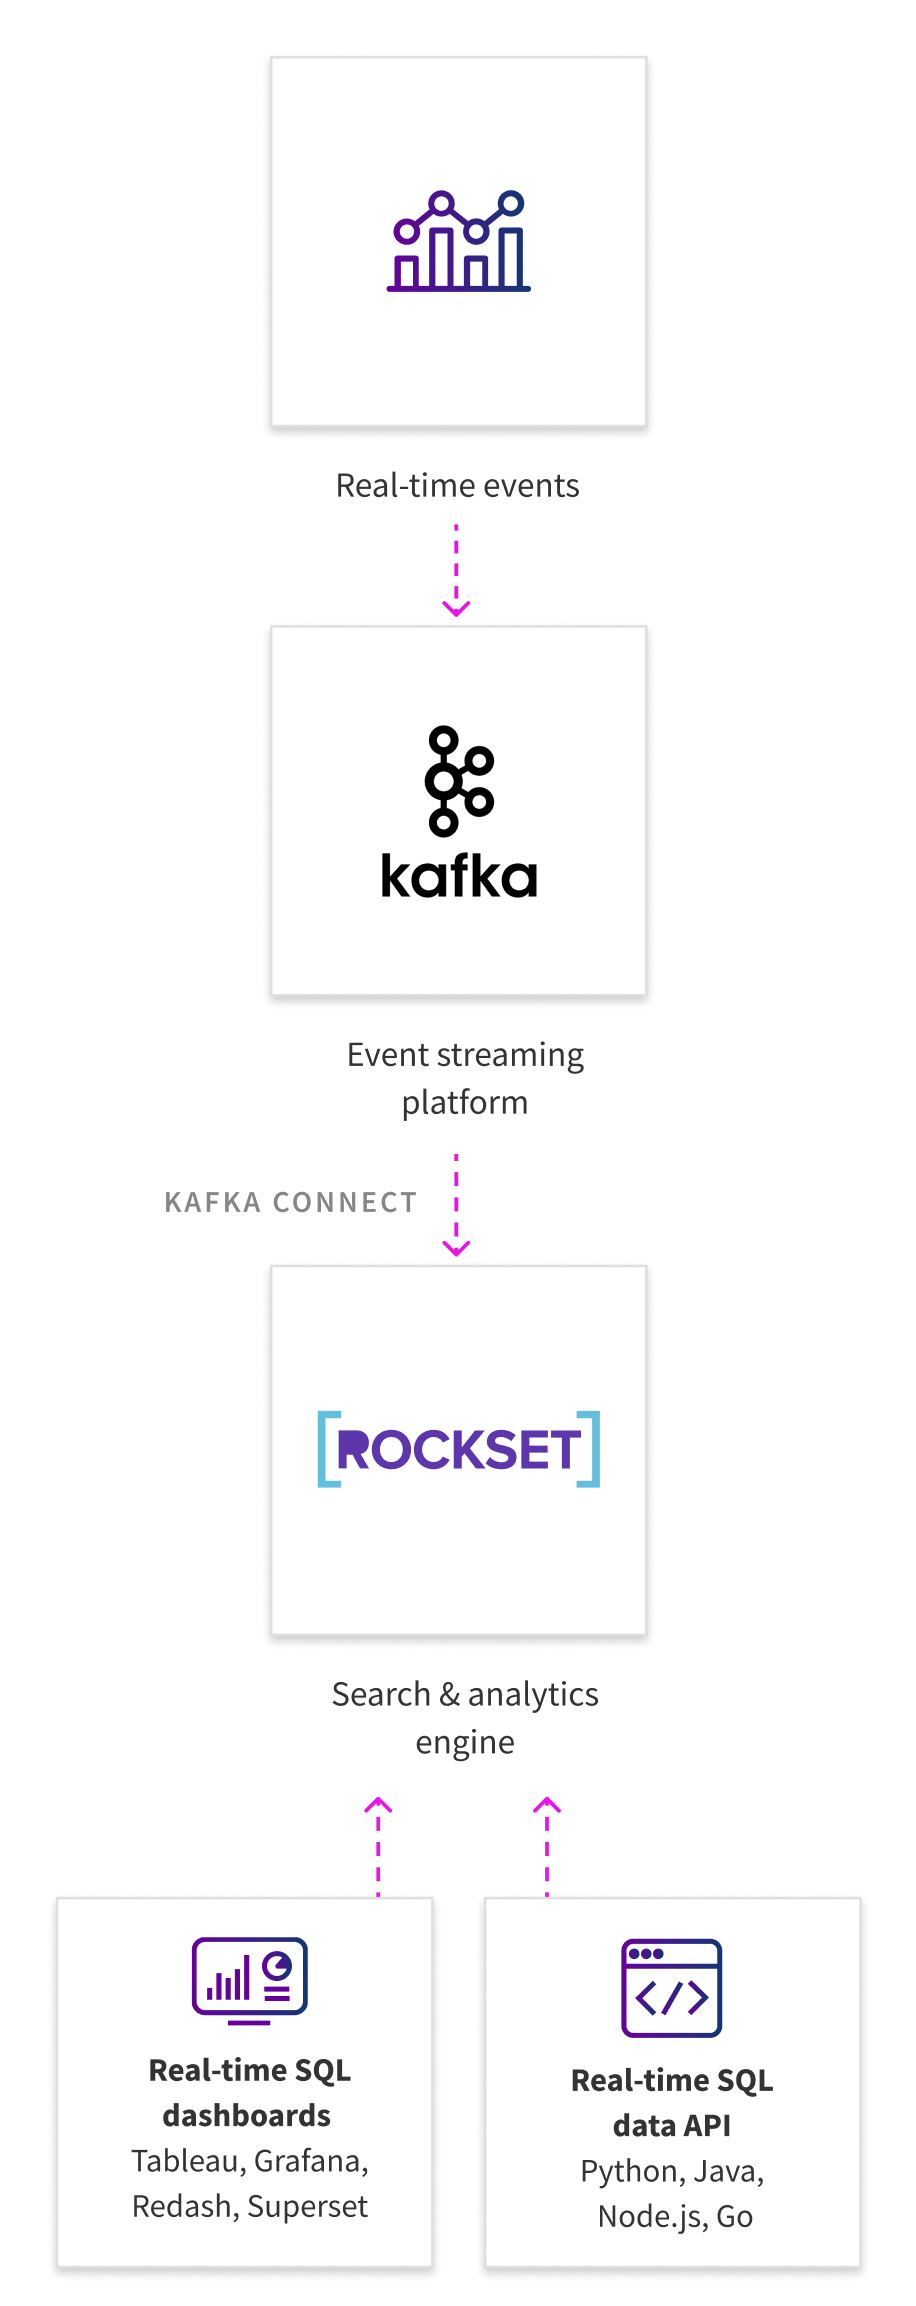 Real-time events
kafka
Event streaming
platform
KAFKA CONNECT
[ROCKSET]
Search & analytics
engine
Real-time SQL
dashboards
Tableau, Grafana,
Redash, Superset
Real-time SQL
data API
Python, Java,
Node.js, Go